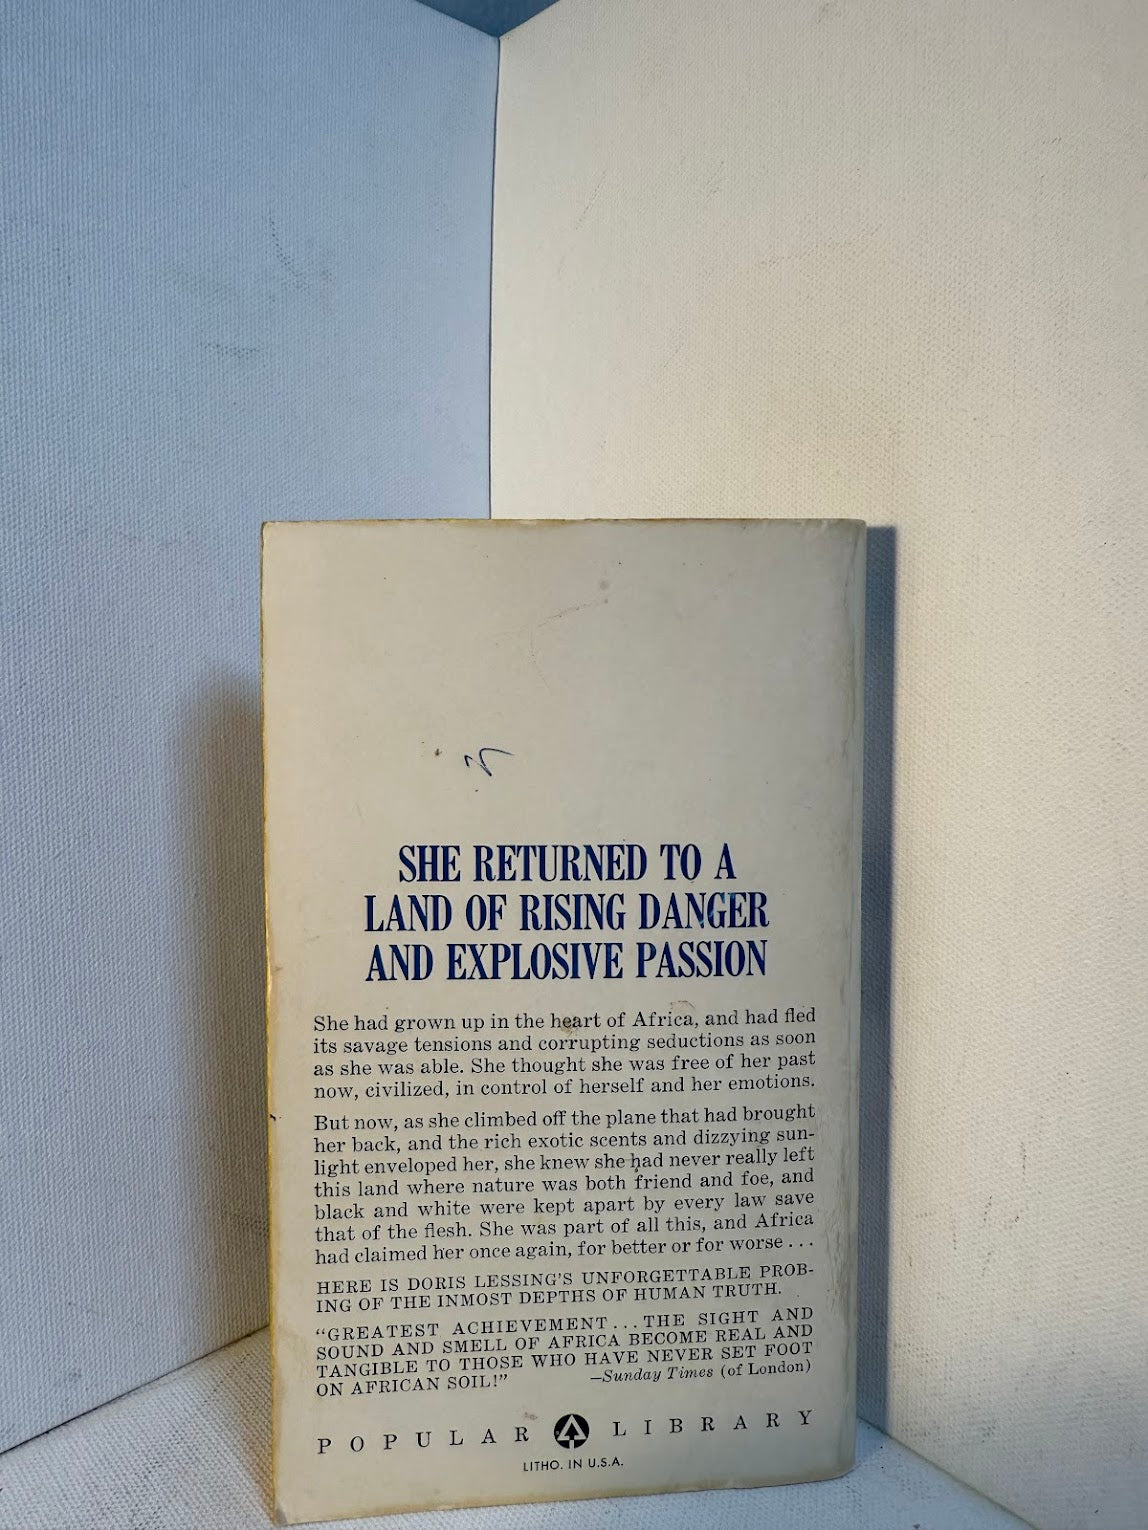 SHE RETURNED TO A
LAND OF RISING DANGER
AND EXPLOSIVE PASSION
She had grown up in the heart of Africa, and had fled
its savage tensions and corrupting seductions as soon
as she was able. She thought she was free of her past
now, civilized, in control of herself and her emotions.
But now, as she climbed off the plane that had brought
her back, and the rich exotic scents and dizzying sun-
light enveloped her, she knew she had never really left
this land where nature was both friend and foe, and
black and white were kept apart by every law save
that of the flesh. She was part of all this, and Africa
had claimed her once again, for better or for worse . . .
HERE IS DORIS LESSING'S UNFORGETTABLE PROB-
ING OF THE INMOST DEPTHS OF HUMAN TRUTH.
“GREATEST ACHIEVEMENT . . . THE SIGHT AND
SOUND AND SMELL OF AFRICA BECOME REAL AND
TANGIBLE TO THOSE WHO HAVE NEVER SET FOOT
ON AFRICAN SOIL!” —Sunday Times (of London)
POPULAR LIBRARY
LITHO. IN U.S.A.